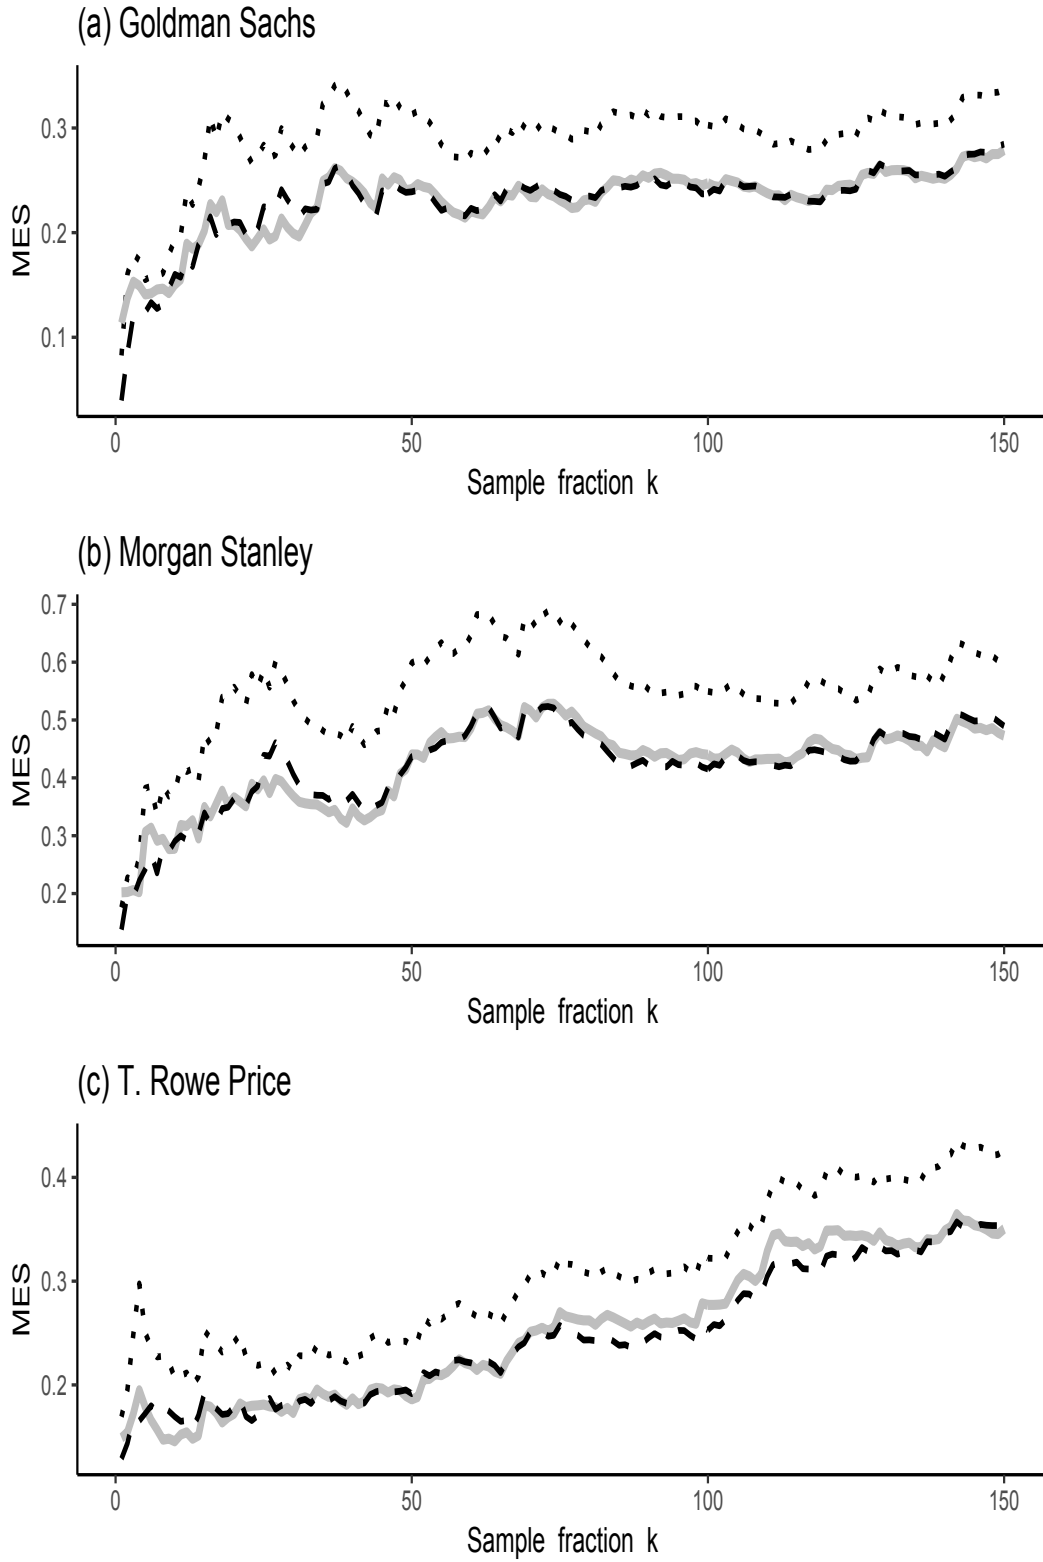 (a) Goldman Sachs
MES
0.3
0.2
0.1
0 50 100 150
Sample fraction k
(b) Morgan Stanley
MES
0.7
0.6
0.5
0.4
0.3
0.2
0 50 100 150
Sample fraction k
(c) T. Rowe Price
MES
0.4
0.3
0.2
0 50 100 150
Sample fraction k